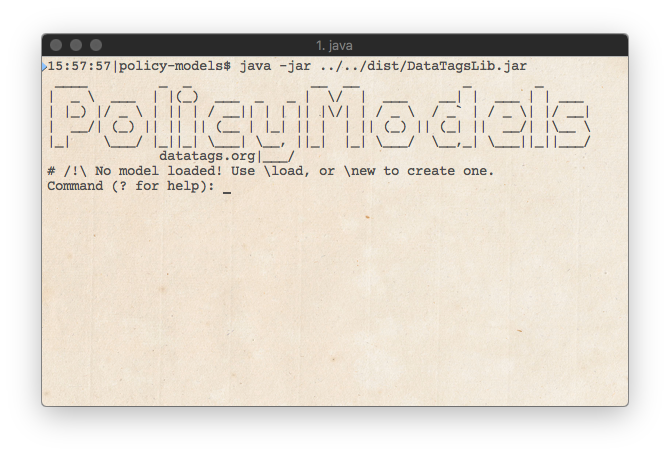 1. java
15:57:57|policy-models$ java -jar ../../dist/DataTagsLib.jar
PolicyModels
datatags.org
# /!\ No model loaded! Use \load, or \new to create one.
Command (? for help): _